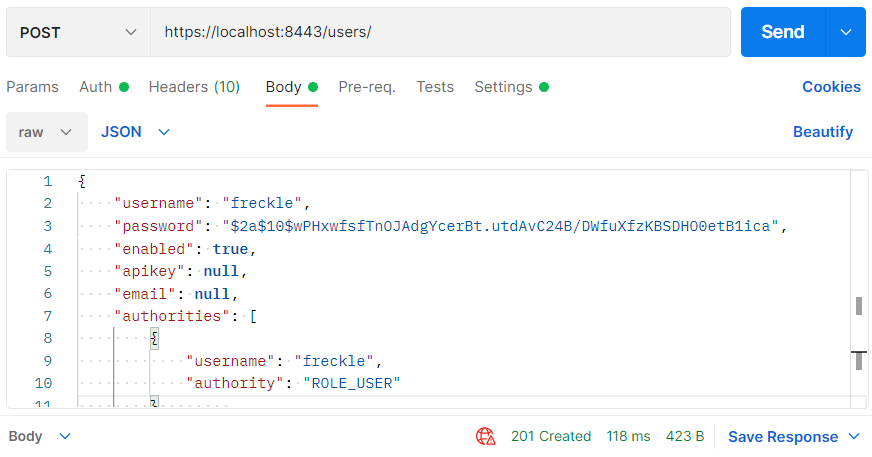 POST https://localhost:8443/users/ Send
Params Auth Headers (10) Body Pre-req. Tests Settings Cookies
raw JSON Beautify
1 {
2 "username": "freckle",
3 "password": "$2a$10$wPHxwfsfTnOJAdgYcerBt.utdAvC24B/DWfuXfzKBSDHO0etB1ica",
4 "enabled": true,
5 "apikey": null,
6 "email": null,
7 "authorities": [
8 {
9 "username": "freckle",
10 "authority": "ROLE_USER"
11 }
Body 201 Created 118 ms 423 B Save Response